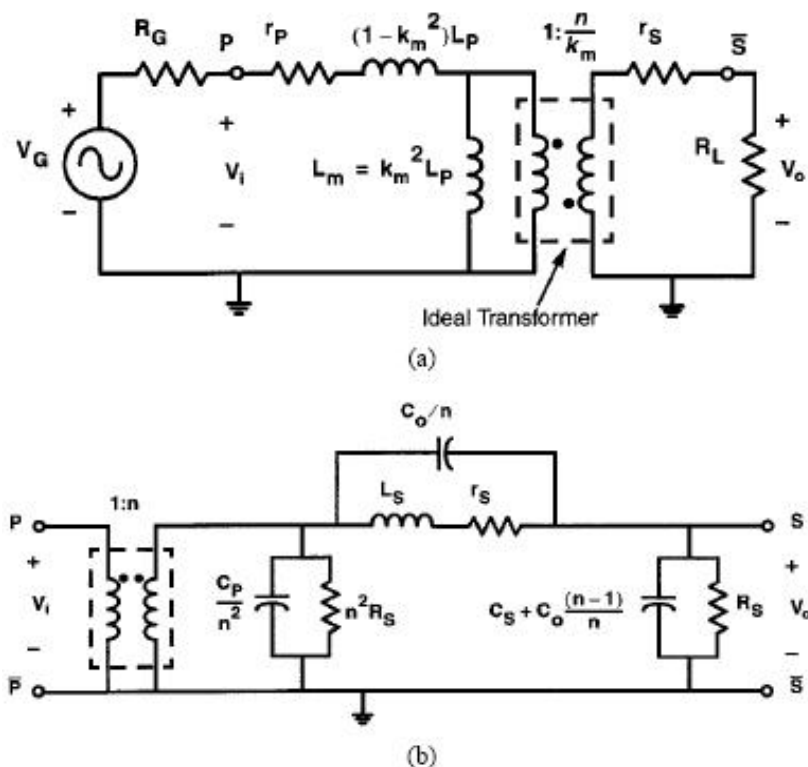 R_G P r_P (1 – k_m^2)L_P 1:n/k_m r_S S̅
+ + +
V_G V_i L_m = k_m^2 L_P R_L V_o
– – –
Ideal Transformer
(a)
C_o/n
1:n L_S r_S
P S
+ +
V_i C_P/n^2 n^2 R_S C_S + C_o (n – 1)/n R_S V_o
– –
P̅ S̅
(b)